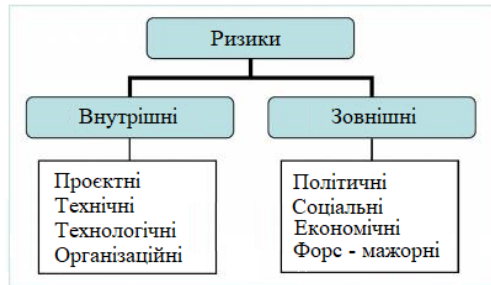 Ризики
Внутрішні
Зовнішні
Проєктні
Технічні
Технологічні
Організаційні
Політичні
Соціальні
Економічні
Форс - мажорні